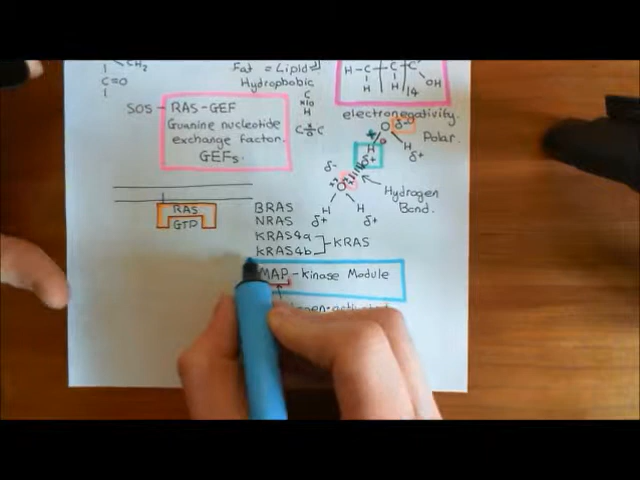 CH2
C=O
Fat = Lipid
Hydrophobic
H-C-C-C
H H 14 OH
SOS - RAS-GEF
Guanine nucleotide
exchange factor.
GEFs.
C
H
C C
electronegativity.
O δ-
Polar.
H H
δ+ δ+
δ-
O
Hydrogen
Bond.
H H
δ+ δ+
RAS
GTP
BRAS
NRAS
KRAS4a
KRAS4b
KRAS
MAP-kinase Module